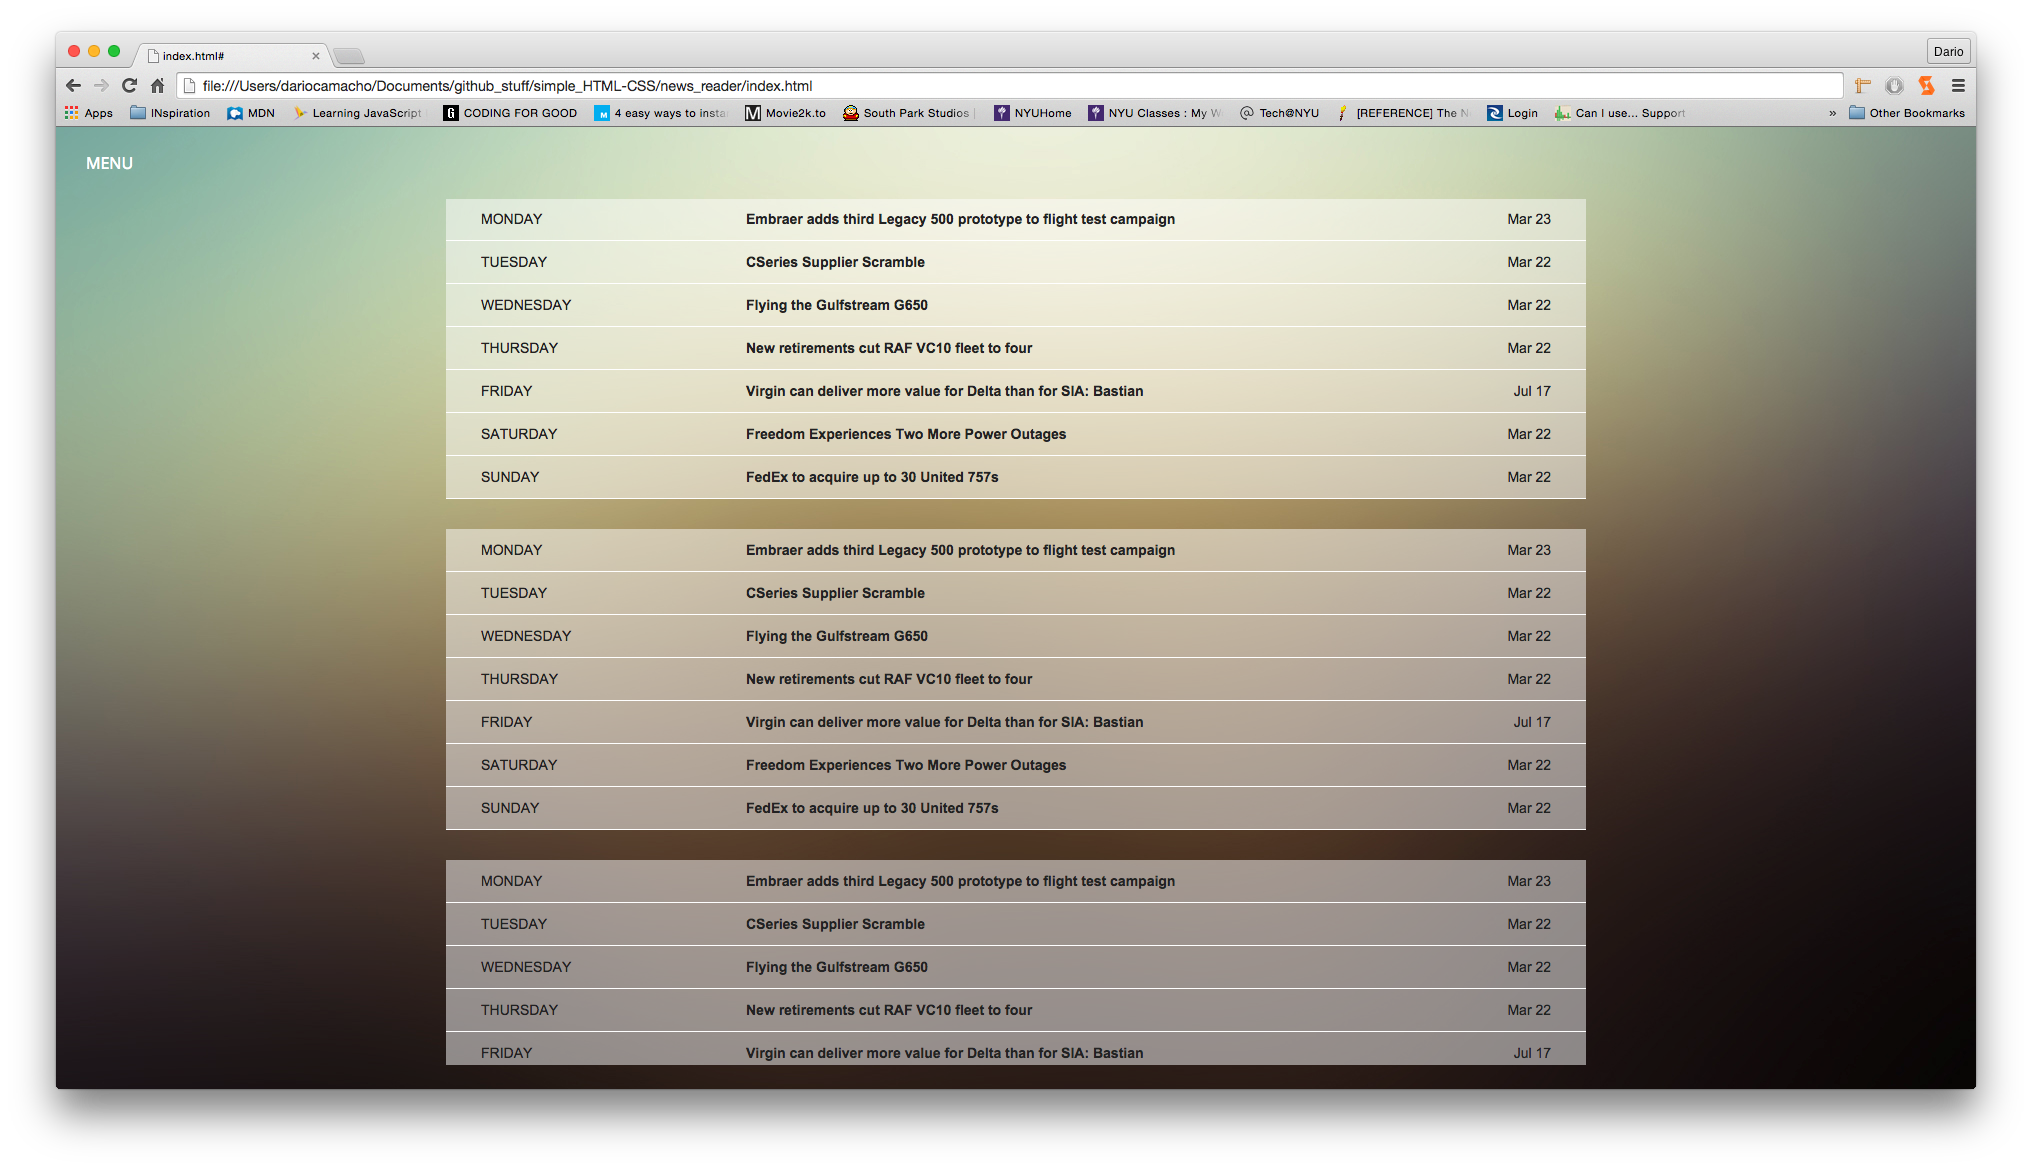 index.html#
Dario
file:///Users/dariocamacho/Documents/github_stuff/simple_HTML-CSS/news_reader/index.html
Apps INspiration MDN Learning JavaScript CODING FOR GOOD 4 easy ways to insta Movie2k.to South Park Studios | NYUHome NYU Classes : My W Tech@NYU [REFERENCE] The N Login Can I use... Support » Other Bookmarks
MENU
MONDAY Embraer adds third Legacy 500 prototype to flight test campaign Mar 23
TUESDAY CSeries Supplier Scramble Mar 22
WEDNESDAY Flying the Gulfstream G650 Mar 22
THURSDAY New retirements cut RAF VC10 fleet to four Mar 22
FRIDAY Virgin can deliver more value for Delta than for SIA: Bastian Jul 17
SATURDAY Freedom Experiences Two More Power Outages Mar 22
SUNDAY FedEx to acquire up to 30 United 757s Mar 22
MONDAY Embraer adds third Legacy 500 prototype to flight test campaign Mar 23
TUESDAY CSeries Supplier Scramble Mar 22
WEDNESDAY Flying the Gulfstream G650 Mar 22
THURSDAY New retirements cut RAF VC10 fleet to four Mar 22
FRIDAY Virgin can deliver more value for Delta than for SIA: Bastian Jul 17
SATURDAY Freedom Experiences Two More Power Outages Mar 22
SUNDAY FedEx to acquire up to 30 United 757s Mar 22
MONDAY Embraer adds third Legacy 500 prototype to flight test campaign Mar 23
TUESDAY CSeries Supplier Scramble Mar 22
WEDNESDAY Flying the Gulfstream G650 Mar 22
THURSDAY New retirements cut RAF VC10 fleet to four Mar 22
FRIDAY Virgin can deliver more value for Delta than for SIA: Bastian Jul 17